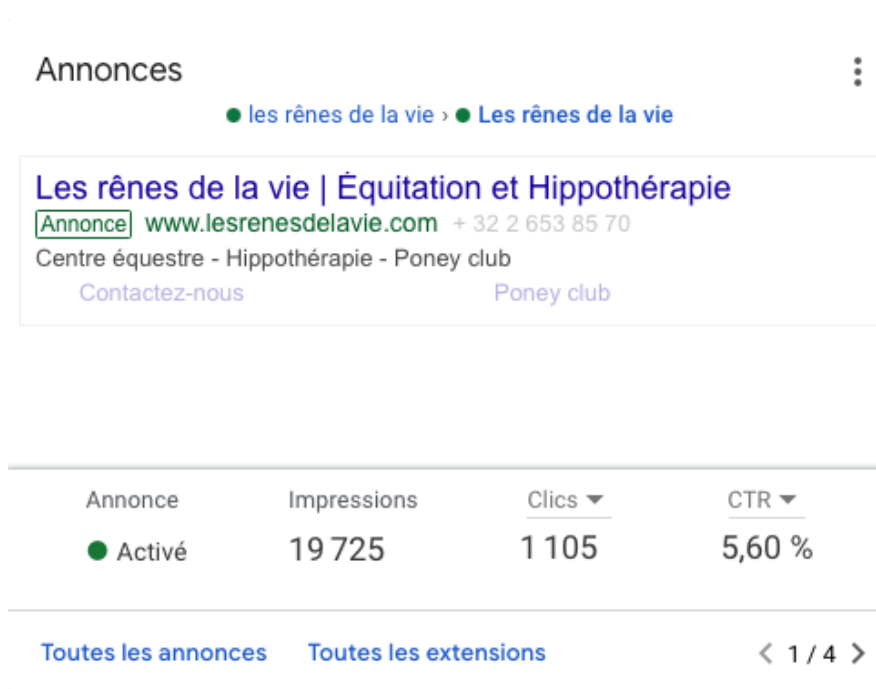 Annonces
les rênes de la vie › Les rênes de la vie
Les rênes de la vie | Équitation et Hippothérapie
Annonce www.lesrenesdelavie.com + 32 2 653 85 70
Centre équestre - Hippothérapie - Poney club
Contactez-nous Poney club
Annonce Impressions Clics CTR
Activé 19 725 1 105 5,60 %
Toutes les annonces Toutes les extensions 1 / 4